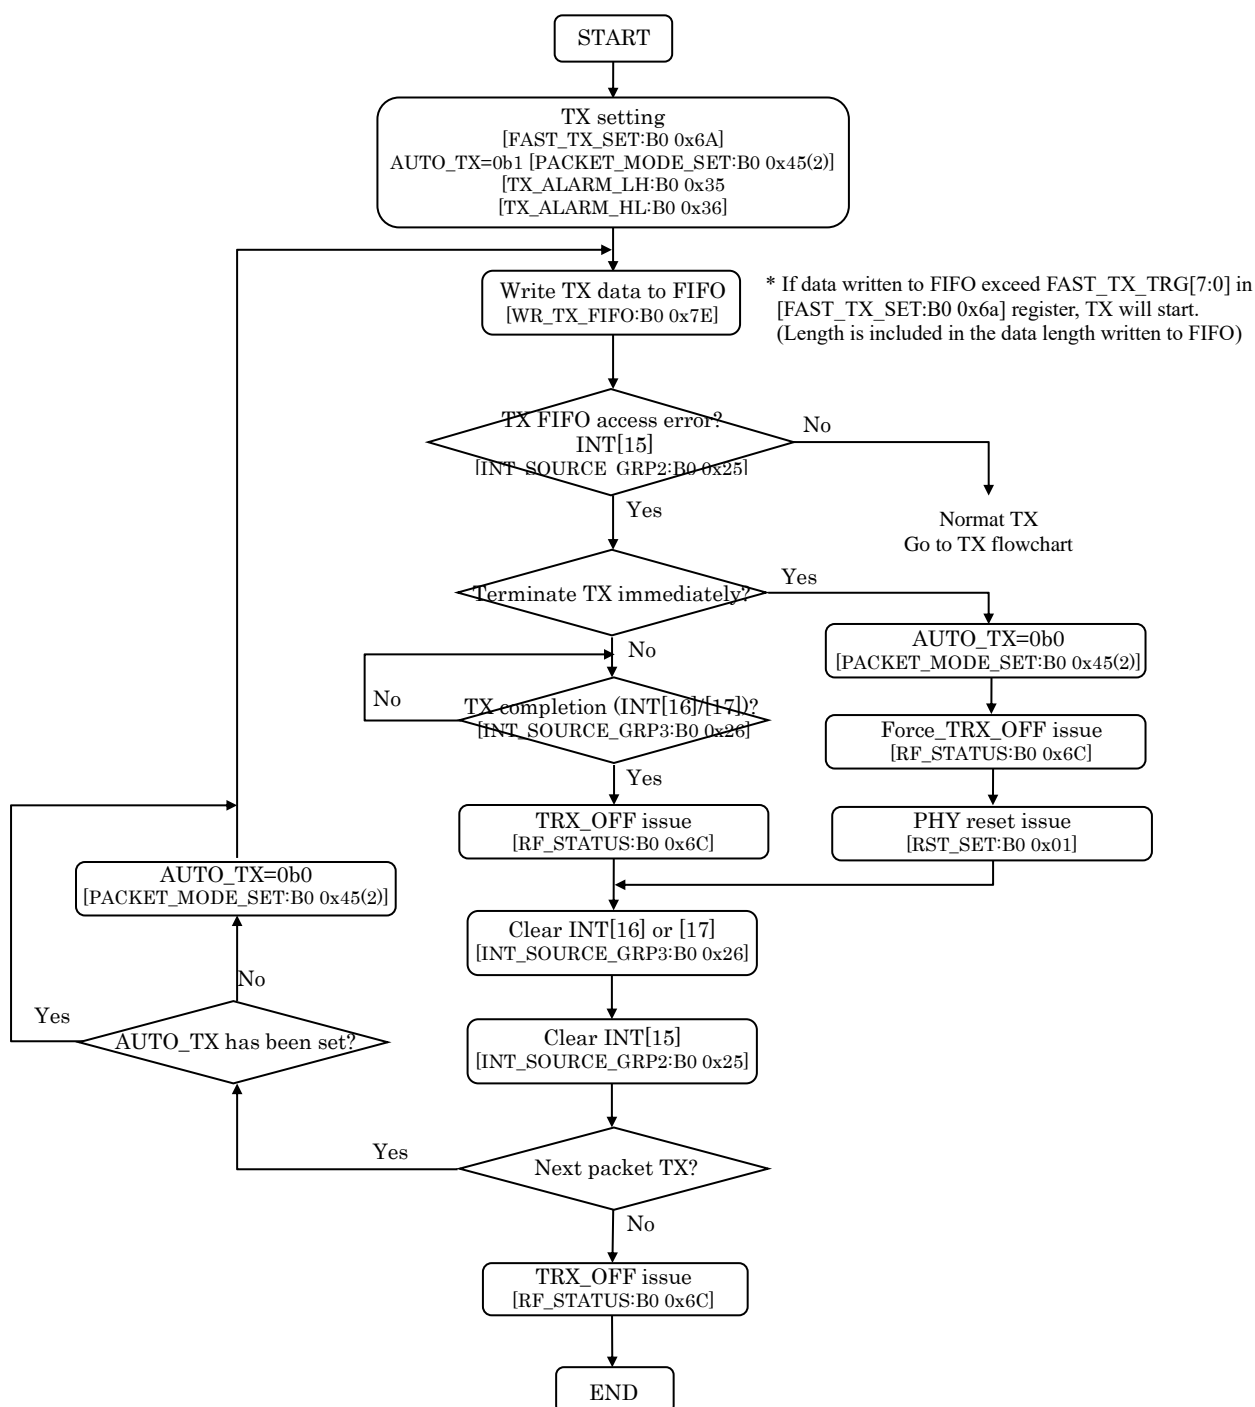 START
TX setting
[FAST_TX_SET:B0 0x6A]
AUTO_TX=0b1 [PACKET_MODE_SET:B0 0x45(2)]
[TX_ALARM_LH:B0 0x35
[TX_ALARM_HL:B0 0x36]
Write TX data to FIFO
[WR_TX_FIFO:B0 0x7E]
* If data written to FIFO exceed FAST_TX_TRG[7:0] in
[FAST_TX_SET:B0 0x6a] register, TX will start.
(Length is included in the data length written to FIFO)
TX FIFO access error?
INT[15]
[INT_SOURCE_GRP2:B0 0x25]
No
Yes
Normat TX
Go to TX flowchart
Terminate TX immediately?
Yes
No
AUTO_TX=0b0
[PACKET_MODE_SET:B0 0x45(2)]
No
TX completion (INT[16]/[17])?
[INT_SOURCE_GRP3:B0 0x26]
Force_TRX_OFF issue
[RF_STATUS:B0 0x6C]
Yes
TRX_OFF issue
[RF_STATUS:B0 0x6C]
PHY reset issue
[RST_SET:B0 0x01]
AUTO_TX=0b0
[PACKET_MODE_SET:B0 0x45(2)]
Clear INT[16] or [17]
[INT_SOURCE_GRP3:B0 0x26]
No
Yes
AUTO_TX has been set?
Clear INT[15]
[INT_SOURCE_GRP2:B0 0x25]
Yes
Next packet TX?
No
TRX_OFF issue
[RF_STATUS:B0 0x6C]
END